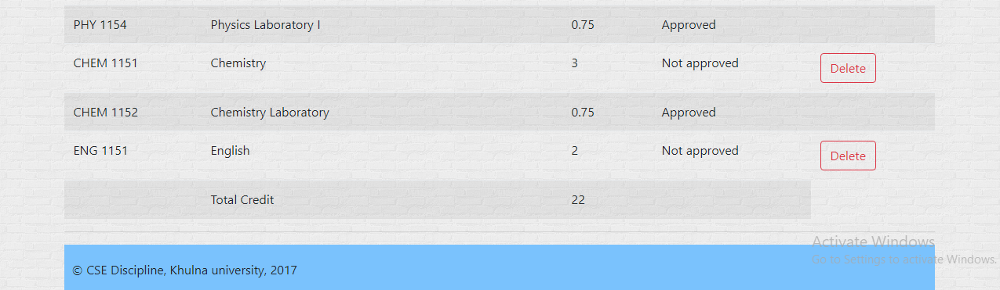 PHY 1154 Physics Laboratory I 0.75 Approved
CHEM 1151 Chemistry 3 Not approved Delete
CHEM 1152 Chemistry Laboratory 0.75 Approved
ENG 1151 English 2 Not approved Delete
Total Credit 22
Activate Windows
Go to Settings to activate Windows.
© CSE Discipline, Khulna university, 2017